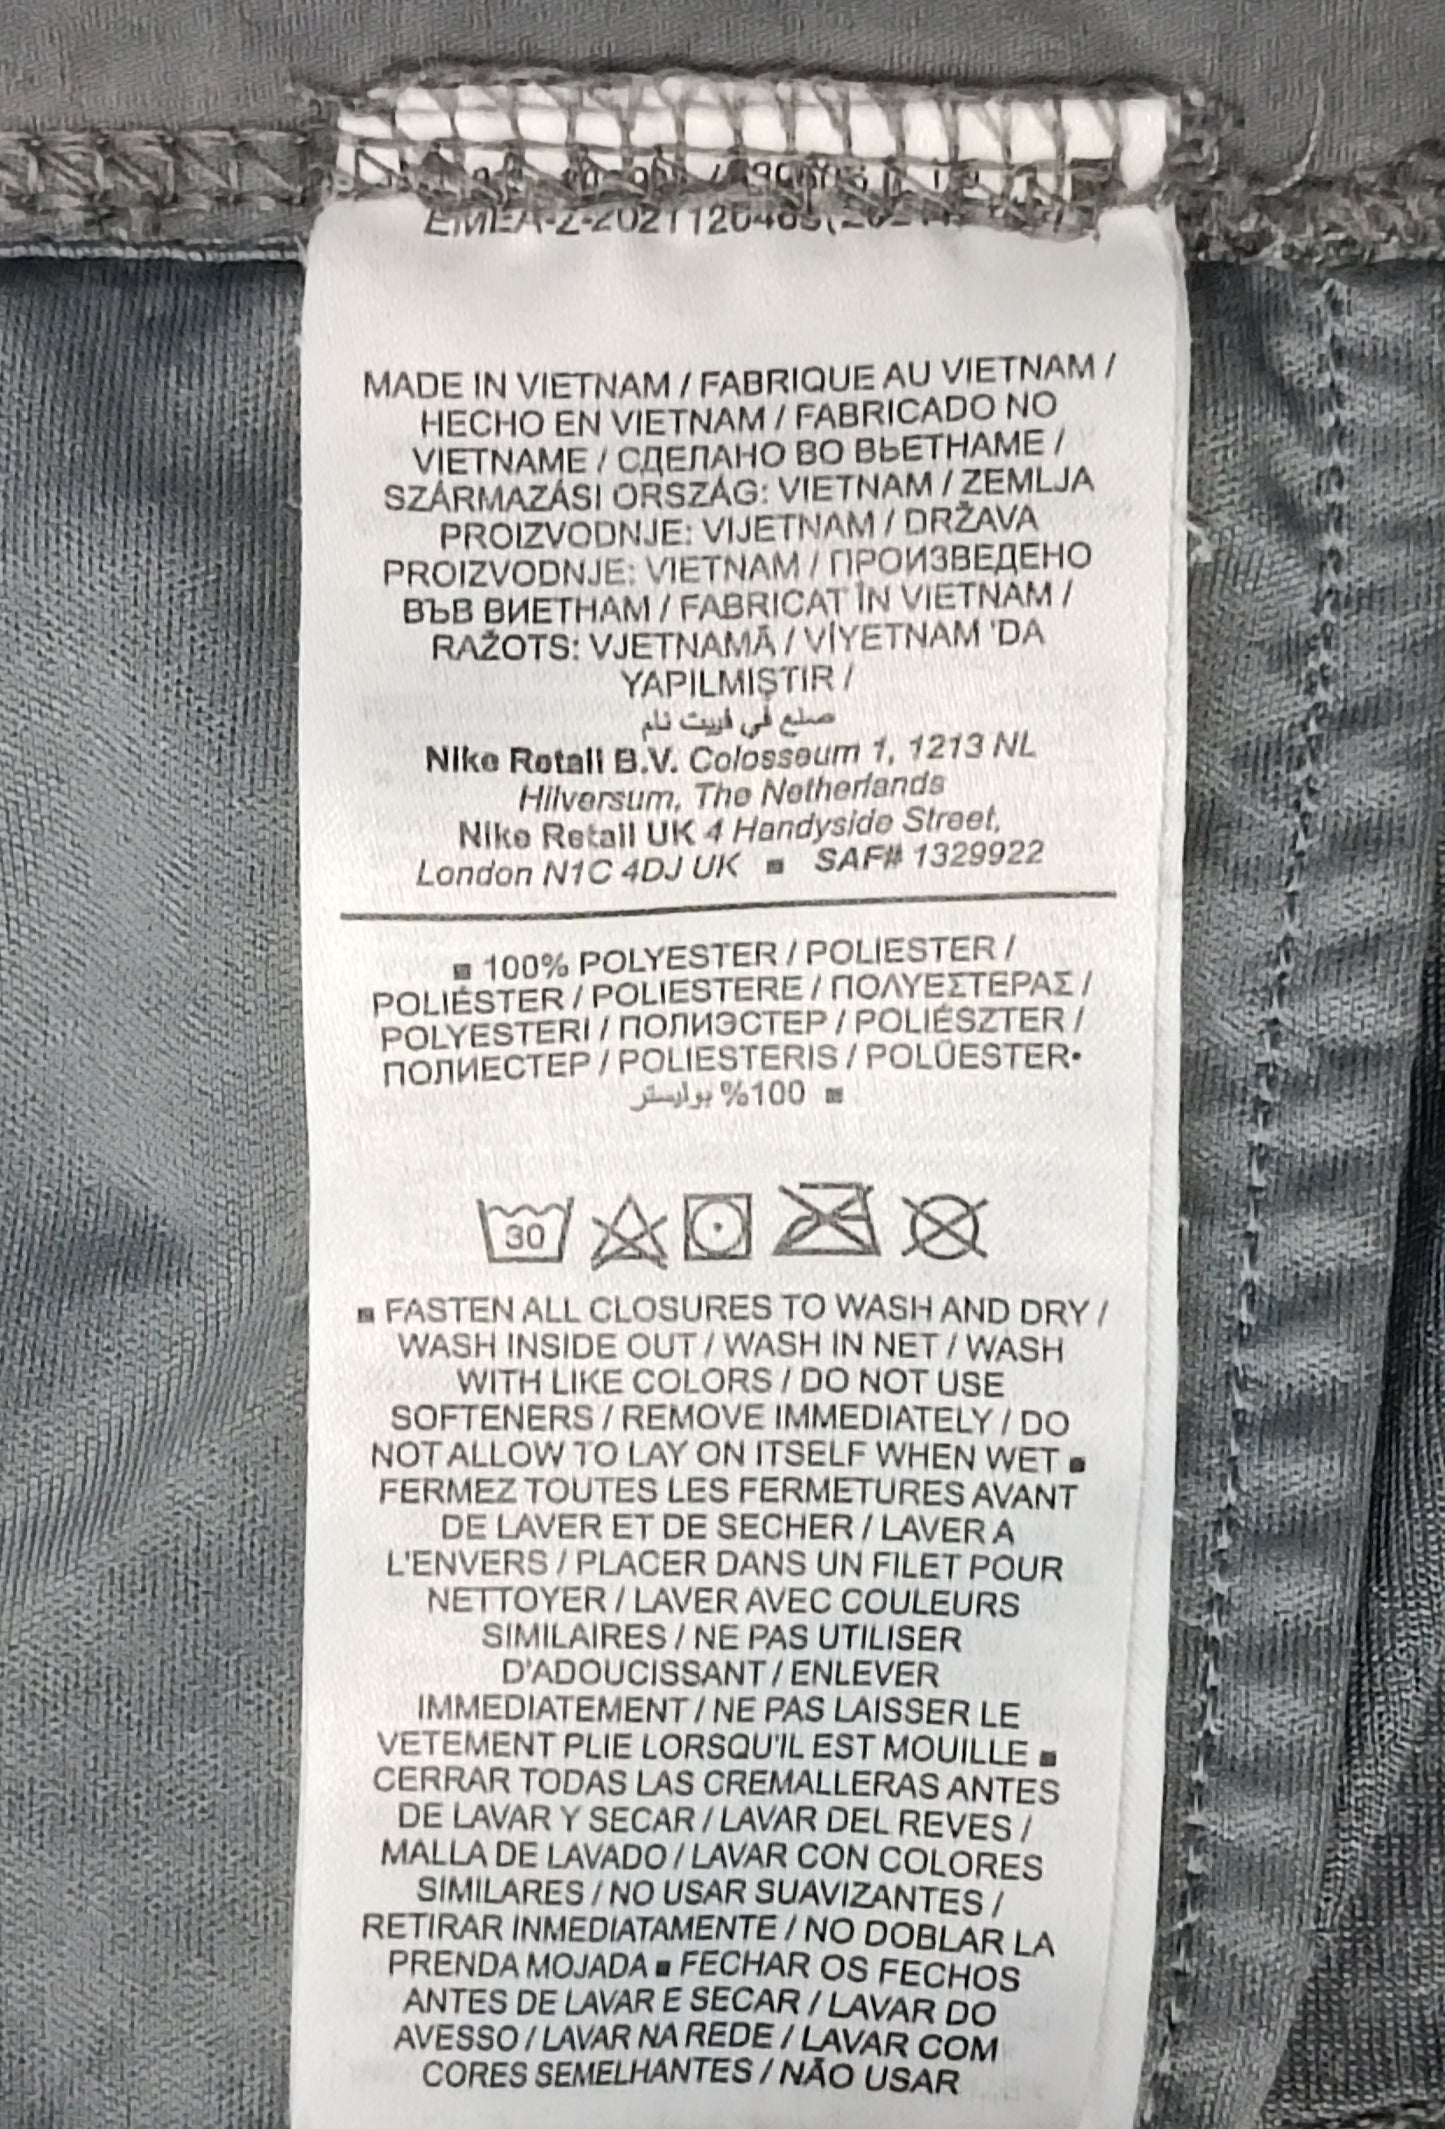 MADE IN VIETNAM / FABRIQUE AU VIETNAM /
HECHO EN VIETNAM / FABRICADO NO
VIETNAME / СДЕЛАНО ВО ВЬЕТНАМЕ /
SZÁRMAZÁSI ORSZÁG: VIETNAM / ZEMLJA
PROIZVODNJE: VIJETNAM / DRŽAVA
PROIZVODNJE: VIETNAM / ПРОИЗВЕДЕНО
ВЪВ ВИЕТНАМ / FABRICAT ÎN VIETNAM /
RAŽOTS: VJETNAMĀ / VİYETNAM 'DA
YAPILMIŞTIR /
صنع في فييت نام
Nike Retail B.V. Colosseum 1, 1213 NL
Hilversum, The Netherlands
Nike Retail UK 4 Handyside Street,
London N1C 4DJ UK ■ SAF# 1329922
■ 100% POLYESTER / POLIESTER /
POLIÉSTER / POLIESTERE / ΠΟΛΥΕΣΤΕΡΑΣ /
POLYESTERI / ПОЛИЭСТЕР / POLIÉSZTER /
ПОЛИЕСТЕР / POLIESTERIS / POLÜESTER•
100% بوليستر ■
30
■ FASTEN ALL CLOSURES TO WASH AND DRY /
WASH INSIDE OUT / WASH IN NET / WASH
WITH LIKE COLORS / DO NOT USE
SOFTENERS / REMOVE IMMEDIATELY / DO
NOT ALLOW TO LAY ON ITSELF WHEN WET ■
FERMEZ TOUTES LES FERMETURES AVANT
DE LAVER ET DE SECHER / LAVER A
L'ENVERS / PLACER DANS UN FILET POUR
NETTOYER / LAVER AVEC COULEURS
SIMILAIRES / NE PAS UTILISER
D'ADOUCISSANT / ENLEVER
IMMEDIATEMENT / NE PAS LAISSER LE
VETEMENT PLIE LORSQU'IL EST MOUILLE ■
CERRAR TODAS LAS CREMALLERAS ANTES
DE LAVAR Y SECAR / LAVAR DEL REVES /
MALLA DE LAVADO / LAVAR CON COLORES
SIMILARES / NO USAR SUAVIZANTES /
RETIRAR INMEDIATAMENTE / NO DOBLAR LA
PRENDA MOJADA ■ FECHAR OS FECHOS
ANTES DE LAVAR E SECAR / LAVAR DO
AVESSO / LAVAR NA REDE / LAVAR COM
CORES SEMELHANTES / NÃO USAR